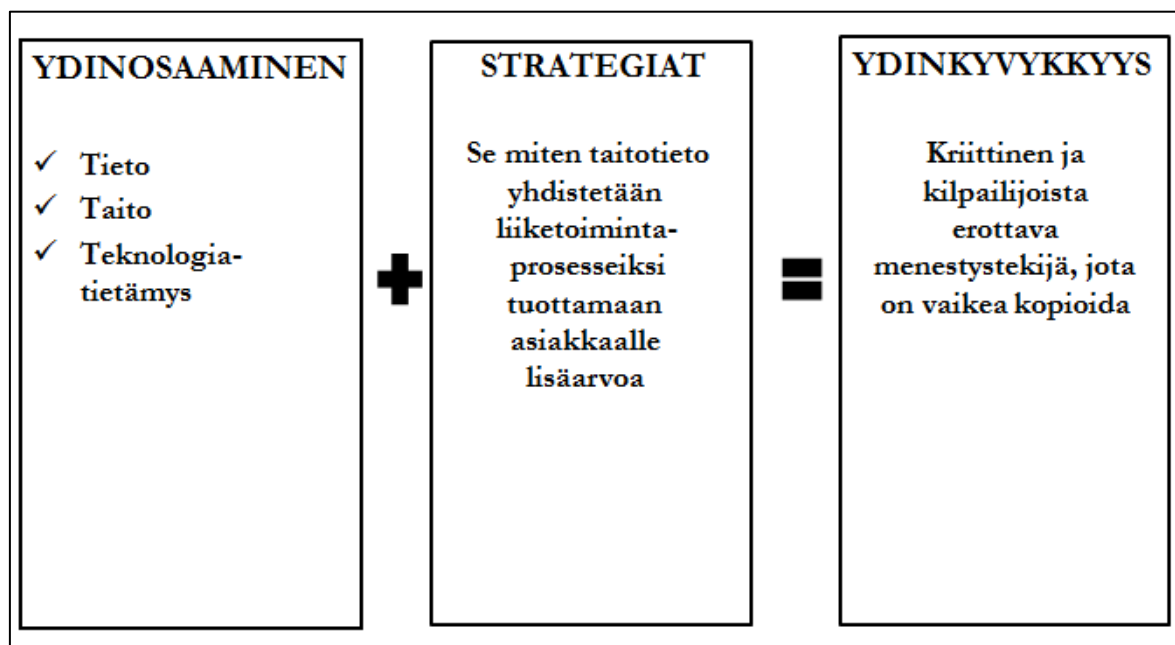 YDINOSAAMINEN
✓ Tieto
✓ Taito
✓ Teknologia-
tietämys
STRATEGIAT
Se miten taitotieto
yhdistetään
liiketoiminta-
prosesseiksi
tuottamaan
asiakkaalle
lisäarvoa
YDINKYVYKKYYS
Kriittinen ja
kilpailijoista
erottava
menestystekijä, jota
on vaikea kopioida